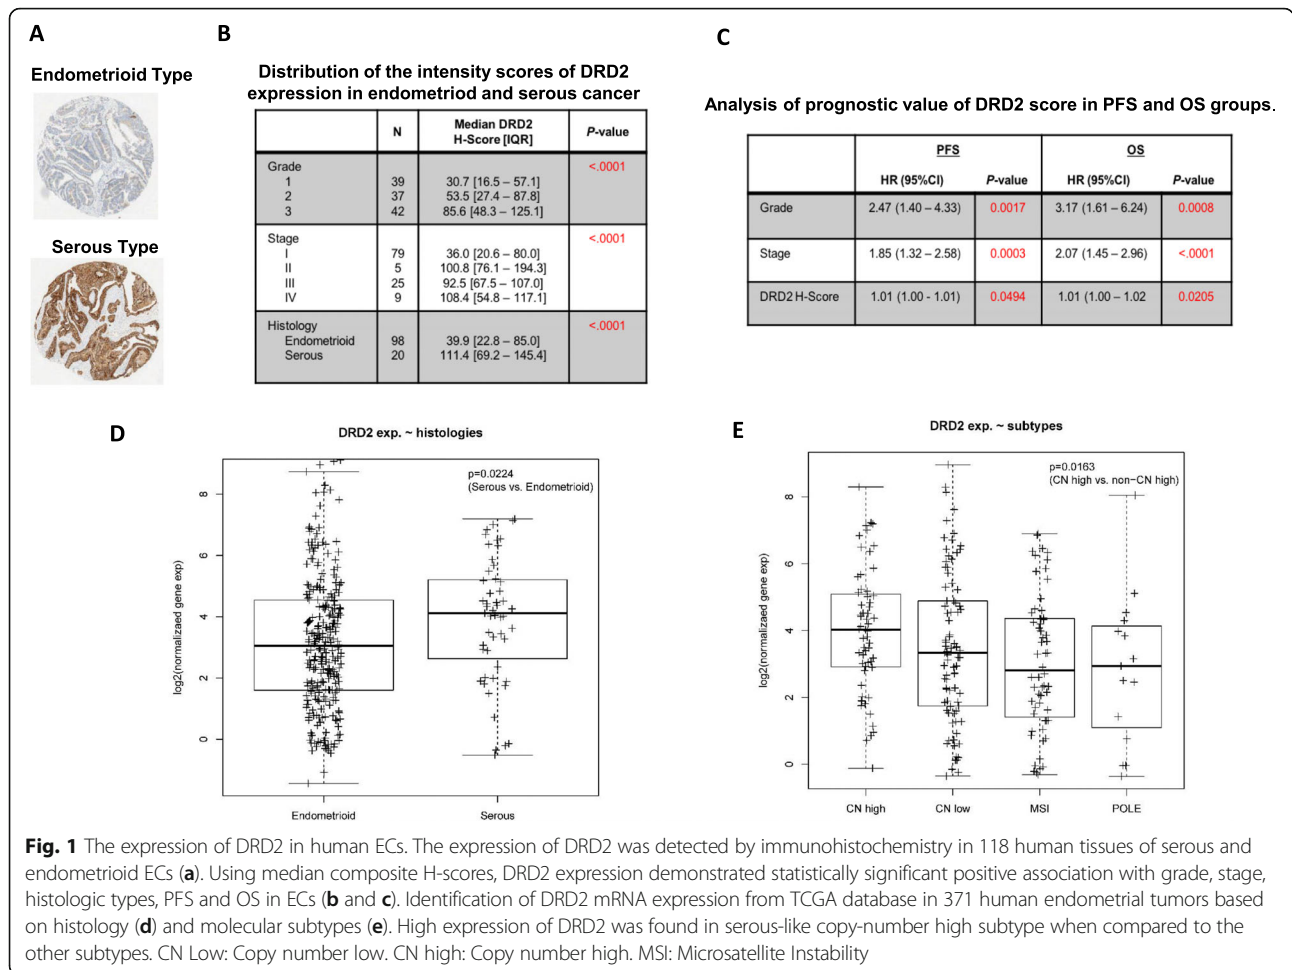 A
Endometrioid Type
Serous Type
B
Distribution of the intensity scores of DRD2
expression in endometriod and serous cancer
N Median DRD2 H-Score [IQR] P-value
Grade <.0001
1 39 30.7 [16.5 – 57.1]
2 37 53.5 [27.4 – 87.8]
3 42 85.6 [48.3 – 125.1]
Stage <.0001
I 79 36.0 [20.6 – 80.0]
II 5 100.8 [76.1 – 194.3]
III 25 92.5 [67.5 – 107.0]
IV 9 108.4 [54.8 – 117.1]
Histology <.0001
Endometrioid 98 39.9 [22.8 – 85.0]
Serous 20 111.4 [69.2 – 145.4]
C
Analysis of prognostic value of DRD2 score in PFS and OS groups.
PFS OS
HR (95%CI) P-value HR (95%CI) P-value
Grade 2.47 (1.40 – 4.33) 0.0017 3.17 (1.61 – 6.24) 0.0008
Stage 1.85 (1.32 – 2.58) 0.0003 2.07 (1.45 – 2.96) <.0001
DRD2 H-Score 1.01 (1.00 - 1.01) 0.0494 1.01 (1.00 – 1.02 0.0205
D
DRD2 exp. ~ histologies
p=0.0224
(Serous vs. Endometrioid)
log2(normalizaed gene exp)
8
6
4
2
0
Endometrioid Serous
E
DRD2 exp. ~ subtypes
p=0.0163
(CN high vs. non−CN high)
log2(normalizaed gene exp)
8
6
4
2
0
CN high CN low MSI POLE
Fig. 1 The expression of DRD2 in human ECs. The expression of DRD2 was detected by immunohistochemistry in 118 human tissues of serous and
endometrioid ECs (a). Using median composite H-scores, DRD2 expression demonstrated statistically significant positive association with grade, stage,
histologic types, PFS and OS in ECs (b and c). Identification of DRD2 mRNA expression from TCGA database in 371 human endometrial tumors based
on histology (d) and molecular subtypes (e). High expression of DRD2 was found in serous-like copy-number high subtype when compared to the
other subtypes. CN Low: Copy number low. CN high: Copy number high. MSI: Microsatellite Instability